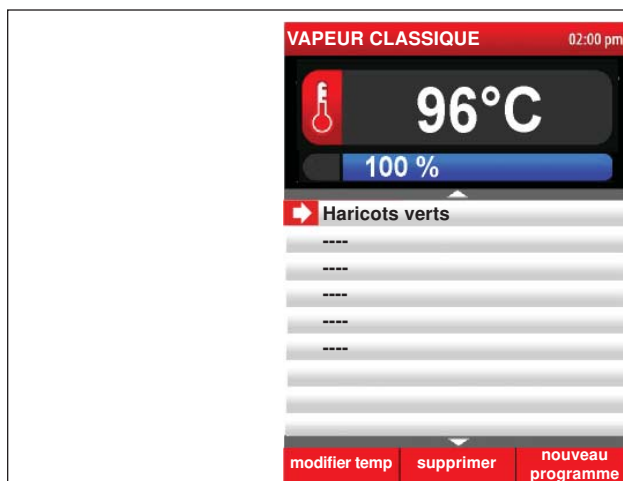 VAPEUR CLASSIQUE 02:00 pm
96°C
100 %
Haricots verts
----
----
----
----
----
modifier temp supprimer nouveau programme